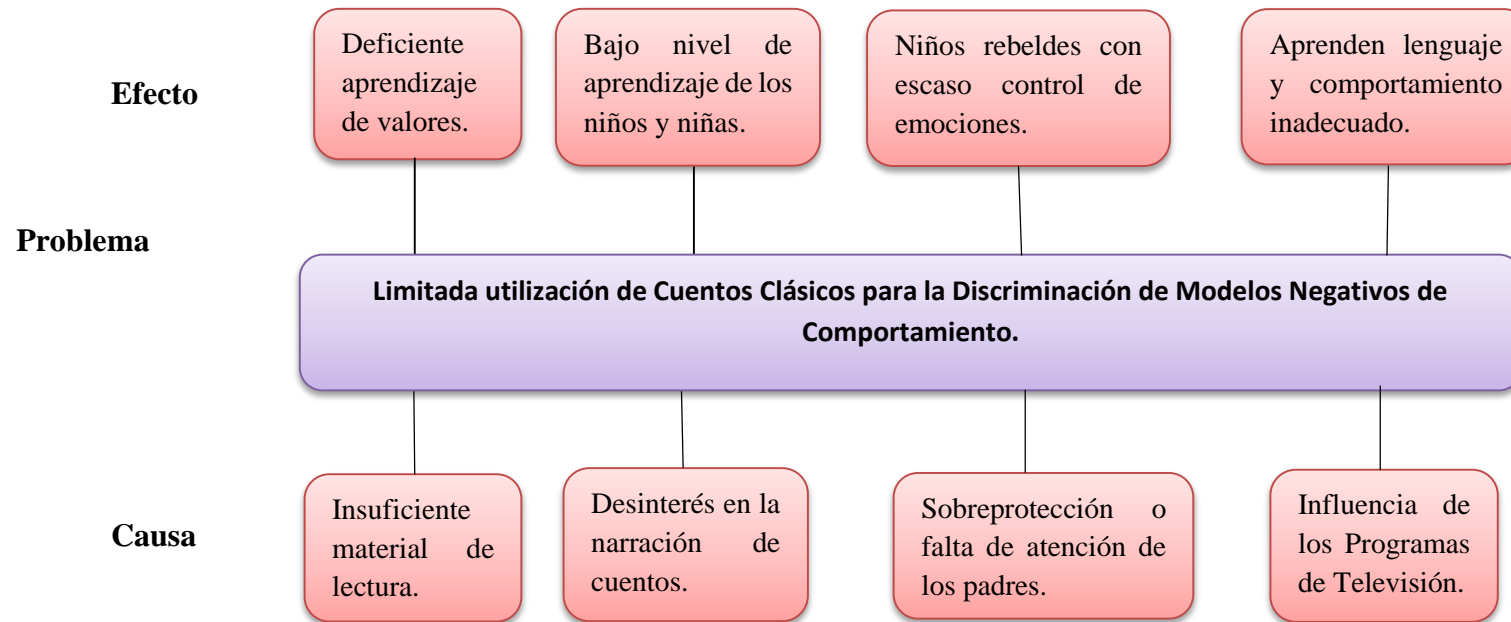 Efecto
Deficiente
aprendizaje
de valores.
Bajo nivel de
aprendizaje de los
niños y niñas.
Niños rebeldes con
escaso control de
emociones.
Aprenden lenguaje
y comportamiento
inadecuado.
Problema
Limitada utilización de Cuentos Clásicos para la Discriminación de Modelos Negativos de
Comportamiento.
Causa
Insuficiente
material de
lectura.
Desinterés en la
narración de
cuentos.
Sobreprotección o
falta de atención de
los padres.
Influencia de
los Programas
de Televisión.